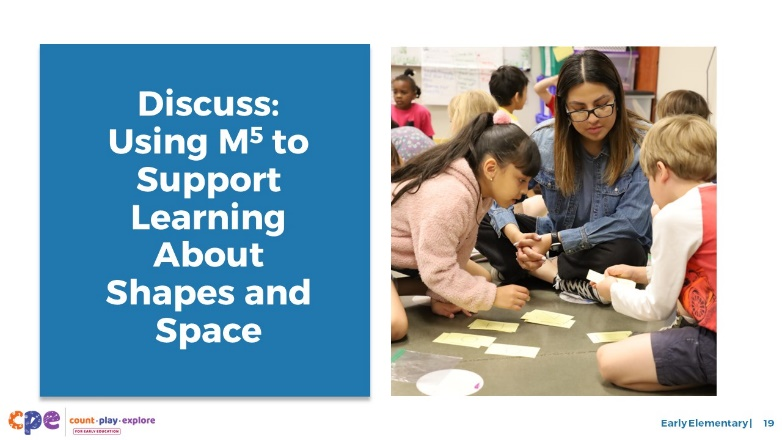 Discuss:
Using M⁵ to
Support
Learning
About
Shapes and
Space
cpe
count·play·explore
FOR EARLY EDUCATION
Early Elementary| 19